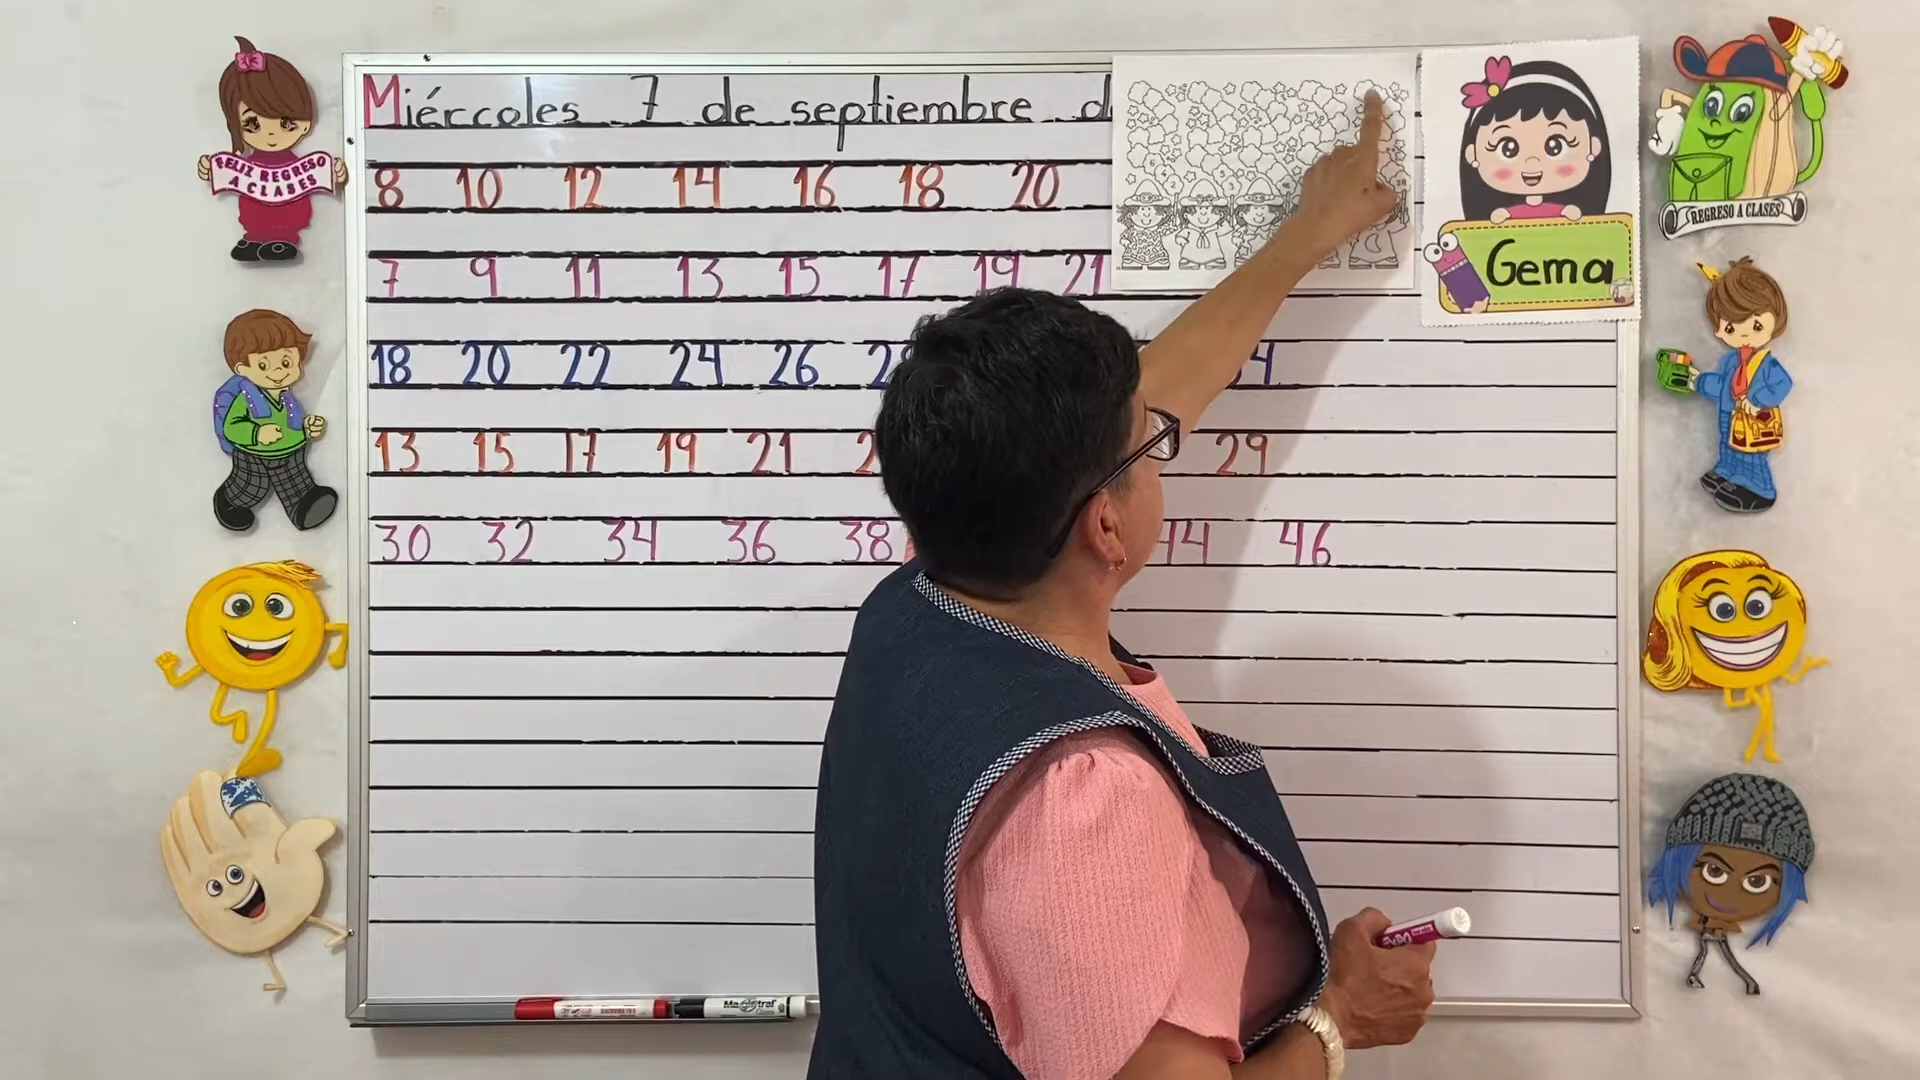 Miércoles 7 de septiembre
8 10 12 14 16 18 20
7 9 11 13 15 17 19 21
18 20 22 24 26
13 15 17 19 21 29
30 32 34 36 38 44 46
Gema
FELIZ REGRESO
A CLASES
REGRESO A CLASES
Magistral